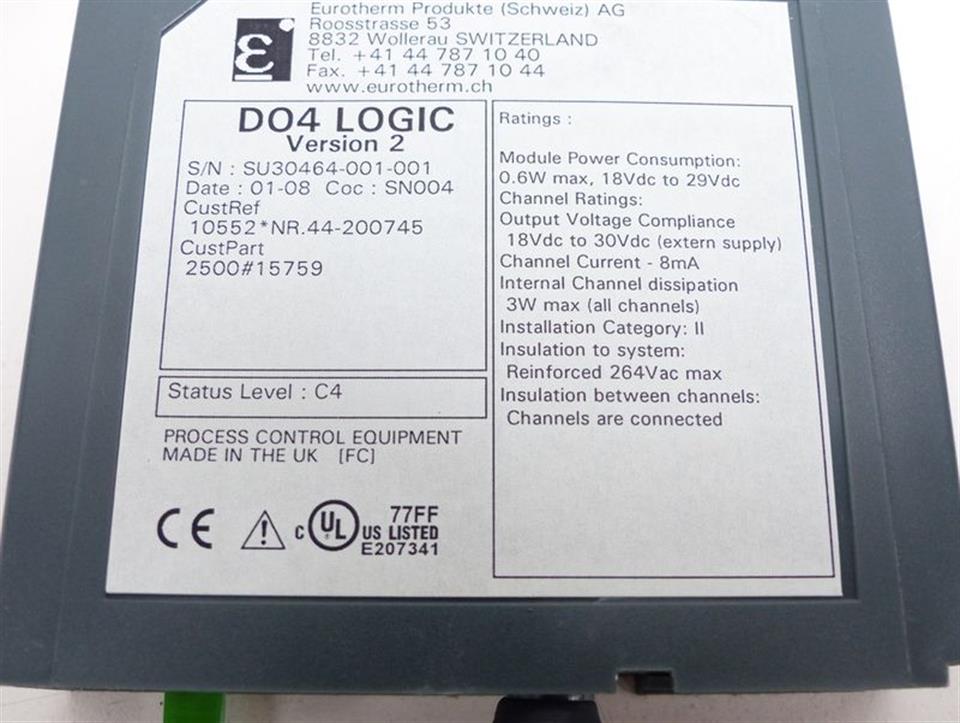 Eurotherm Produkte (Schweiz) AG
Roosstrasse 53
8832 Wollerau SWITZERLAND
Tel. +41 44 787 10 40
Fax. +41 44 787 10 44
www.eurotherm.ch
ε
DO4 LOGIC
Version 2
S/N : SU30464-001-001
Date : 01-08 Coc : SN004
CustRef
10552*NR.44-200745
CustPart
2500#15759
Status Level : C4
PROCESS CONTROL EQUIPMENT
MADE IN THE UK [FC]
CE
C UL US LISTED
77FF
E207341
Ratings :
Module Power Consumption:
0.6W max, 18Vdc to 29Vdc
Channel Ratings:
Output Voltage Compliance
18Vdc to 30Vdc (extern supply)
Channel Current - 8mA
Internal Channel dissipation
3W max (all channels)
Installation Category: II
Insulation to system:
Reinforced 264Vac max
Insulation between channels:
Channels are connected